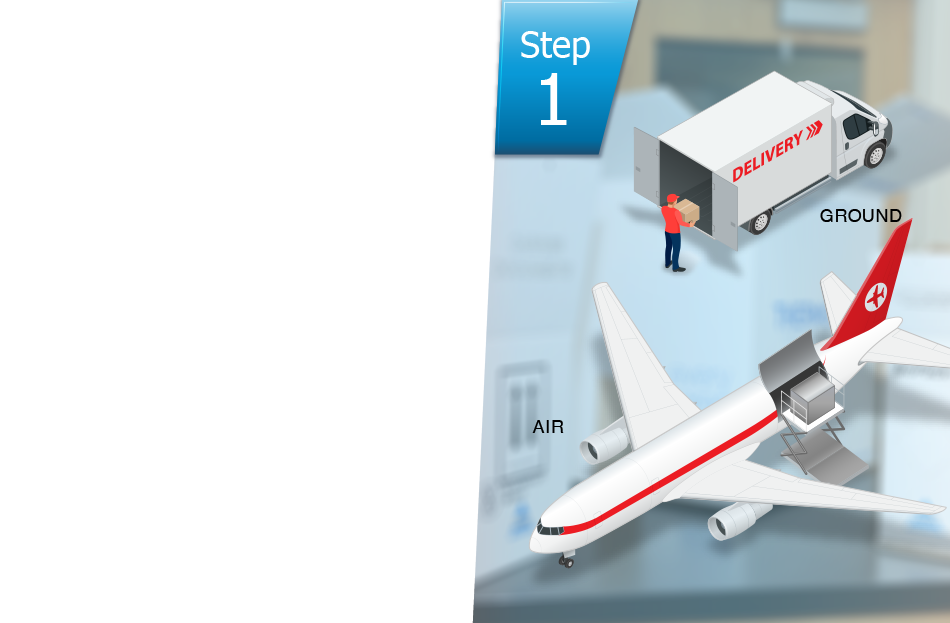 Step
1
DELIVERY
GROUND
AIR